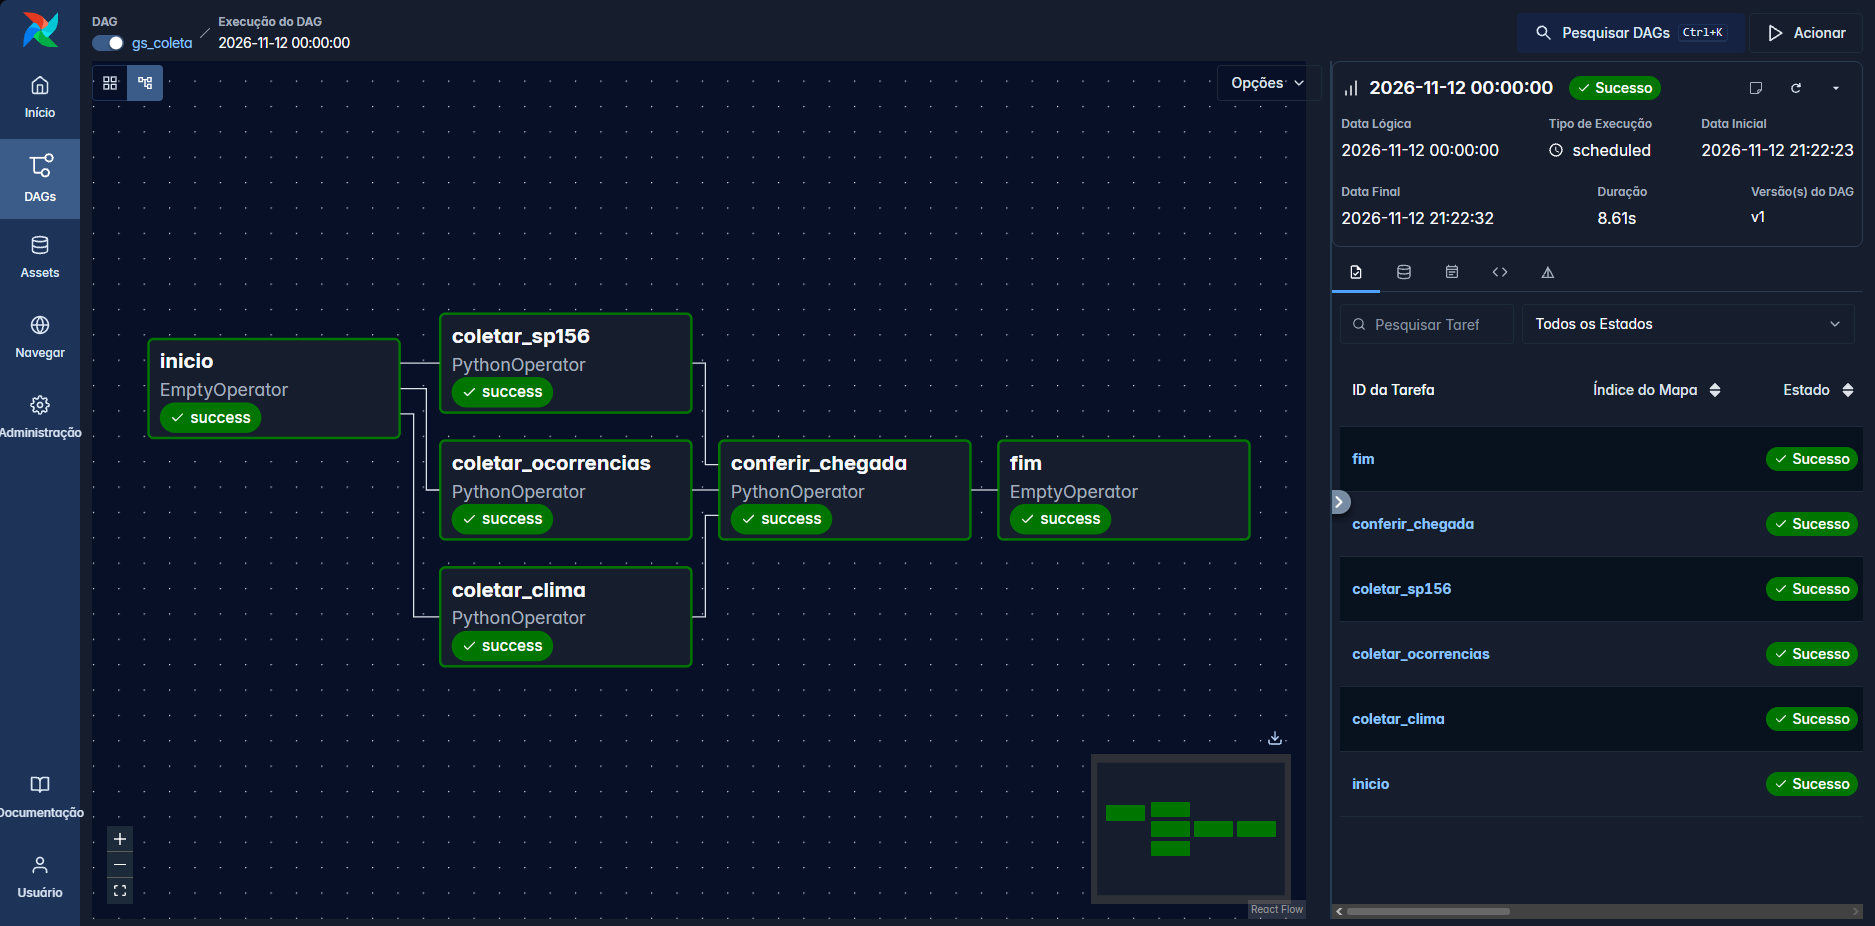 DAG
gs_coleta
Execução do DAG
2026-11-12 00:00:00
Pesquisar DAGs
Ctrl+K
Acionar
Início
DAGs
Assets
Navegar
Administração
Documentação
Usuário
Opções
inicio
EmptyOperator
success
coletar_sp156
PythonOperator
success
coletar_ocorrencias
PythonOperator
success
coletar_clima
PythonOperator
success
conferir_chegada
PythonOperator
success
fim
EmptyOperator
success
React Flow
2026-11-12 00:00:00
Sucesso
Data Lógica
2026-11-12 00:00:00
Tipo de Execução
scheduled
Data Inicial
2026-11-12 21:22:23
Data Final
2026-11-12 21:22:32
Duração
8.61s
Versão(s) do DAG
v1
Pesquisar Taref
Todos os Estados
ID da Tarefa
Índice do Mapa
Estado
fim
Sucesso
conferir_chegada
Sucesso
coletar_sp156
Sucesso
coletar_ocorrencias
Sucesso
coletar_clima
Sucesso
inicio
Sucesso